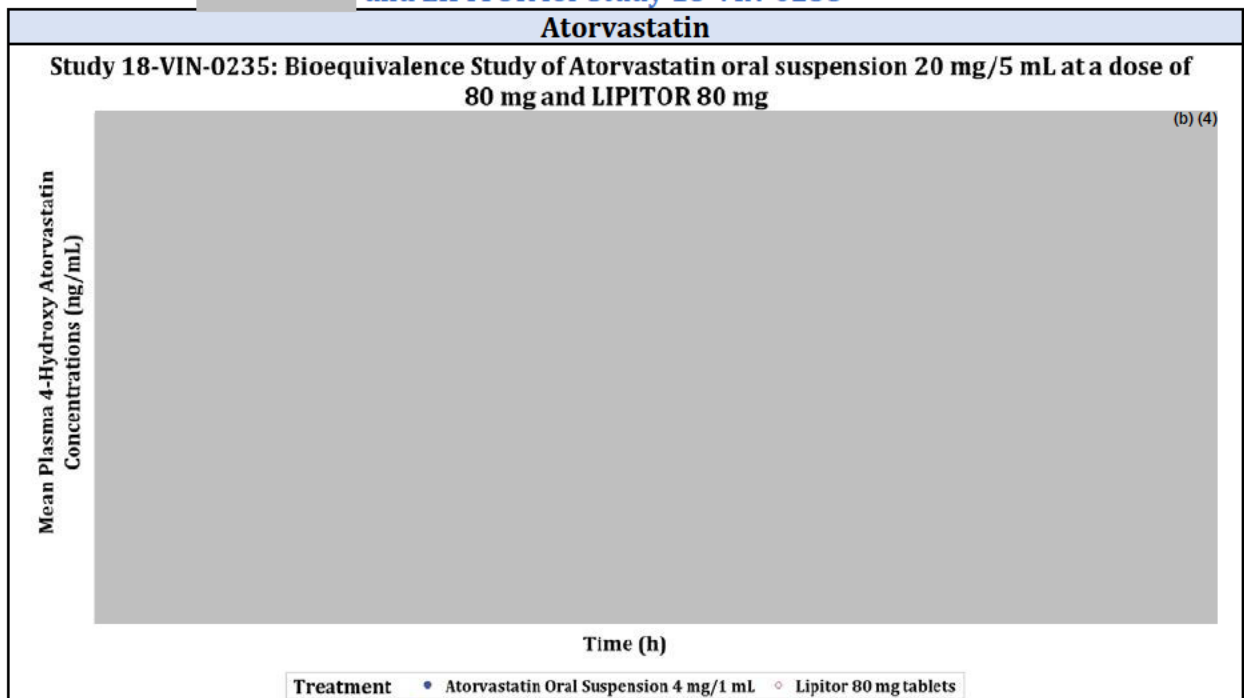 Atorvastatin
Study 18-VIN-0235: Bioequivalence Study of Atorvastatin oral suspension 20 mg/5 mL at a dose of
80 mg and LIPITOR 80 mg
(b) (4)
Mean Plasma 4-Hydroxy Atorvastatin
Concentrations (ng/mL)
Time (h)
Treatment Atorvastatin Oral Suspension 4 mg/1 mL Lipitor 80 mg tablets